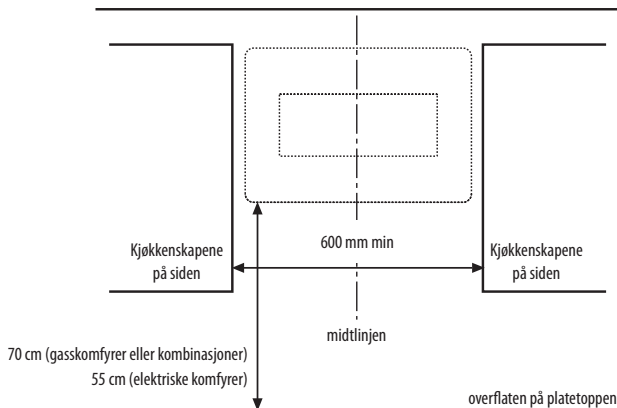 Kjøkkenskapene
på siden
600 mm min
Kjøkkenskapene
på siden
midtlinjen
70 cm (gasskomfyrer eller kombinasjoner)
55 cm (elektriske komfyrer)
overflaten på platetoppen